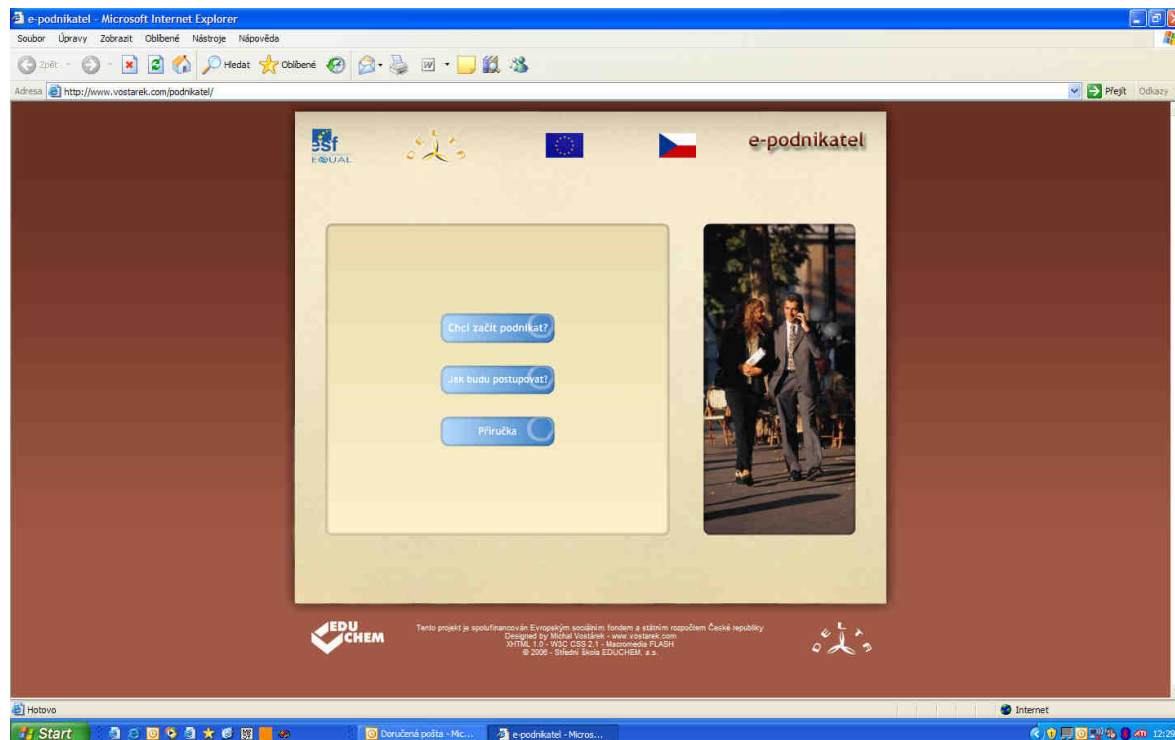 e-podnikatel - Microsoft Internet Explorer
Soubor Úpravy Zobrazit Oblíbené Nástroje Nápověda
Zpět Hledat Oblíbené
Adresa http://www.vostarek.com/podnikatel/ Přejít Odkazy
esf
EQUAL
DELTA
e-podnikatel
Chci začít podnikat?
Jak budu postupovat?
Příručka
EDU
CHEM
Tento projekt je spolufinancován Evropským sociálním fondem a státním rozpočtem České republiky
Designed by Michal Vostárek - www.vostarek.com
XHTML 1.0 - W3C CSS 2.1 - Macromedia FLASH
© 2006 - Střední škola EDUCHEM, a.s.
DELTA
Hotovo Internet
Start Doručená pošta - Mic... e-podnikatel - Micros...